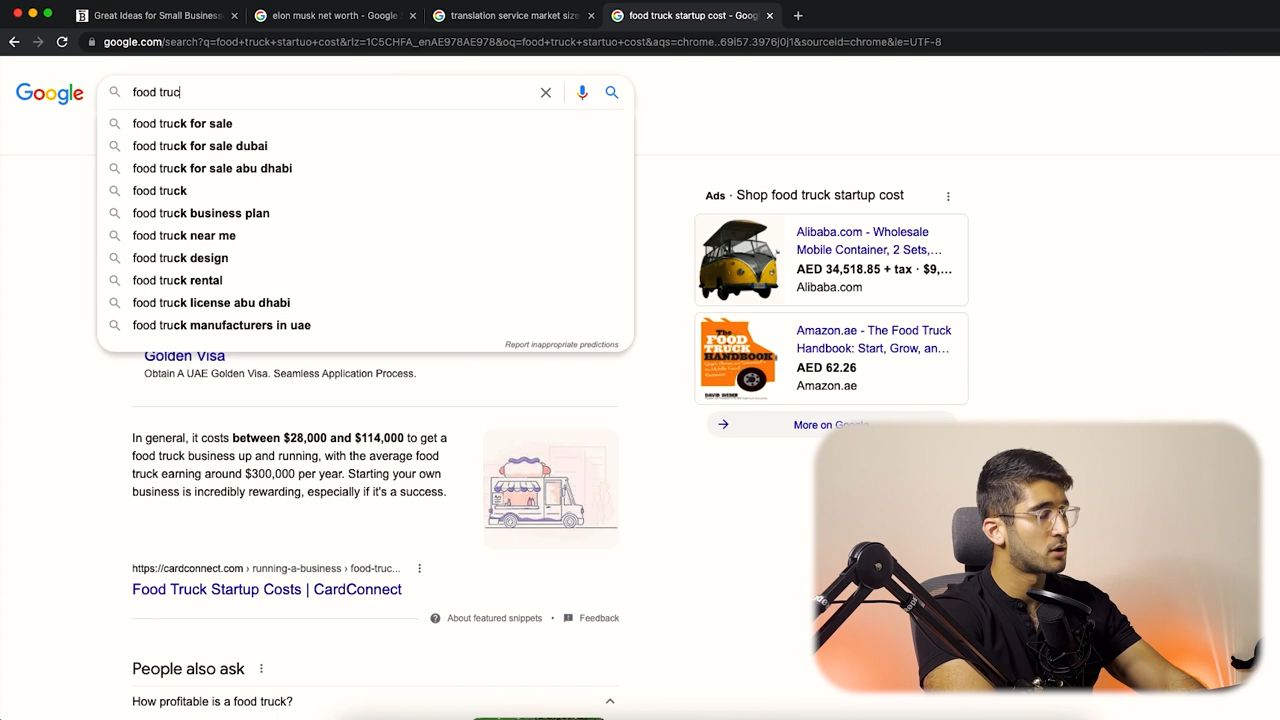 Great Ideas for Small Business
elon musk net worth - Google
translation service market size
food truck startup cost - Goog
google.com/search?q=food+truck+startuo+cost&rlz=1C5CHFA_enAE978AE978&oq=food+truck+startuo+cost&aqs=chrome..69i57.3976j0j1&sourceid=chrome&ie=UTF-8
Google
food truc
food truck for sale
food truck for sale dubai
food truck for sale abu dhabi
food truck
food truck business plan
food truck near me
food truck design
food truck rental
food truck license abu dhabi
food truck manufacturers in uae
Report inappropriate predictions
Golden Visa
Obtain A UAE Golden Visa. Seamless Application Process.
In general, it costs between $28,000 and $114,000 to get a
food truck business up and running, with the average food
truck earning around $300,000 per year. Starting your own
business is incredibly rewarding, especially if it's a success.
https://cardconnect.com › running-a-business › food-truc...
Food Truck Startup Costs | CardConnect
About featured snippets • Feedback
People also ask
How profitable is a food truck?
Ads · Shop food truck startup cost
Alibaba.com - Wholesale
Mobile Container, 2 Sets,...
AED 34,518.85 + tax · $9,...
Alibaba.com
The
FOOD
TRUCK
HANDBOOK
DAVID WEBER
Amazon.ae - The Food Truck
Handbook: Start, Grow, an...
AED 62.26
Amazon.ae
More on Google